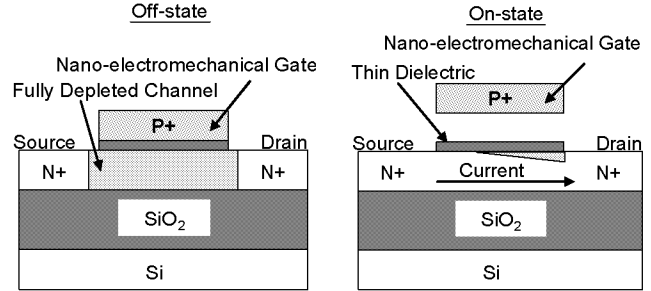 Off-state
Nano-electromechanical Gate
Fully Depleted Channel
P+
Source
Drain
N+
N+
SiO2
Si
On-state
Nano-electromechanical Gate
Thin Dielectric
P+
Source
Drain
N+
Current
N+
SiO2
Si